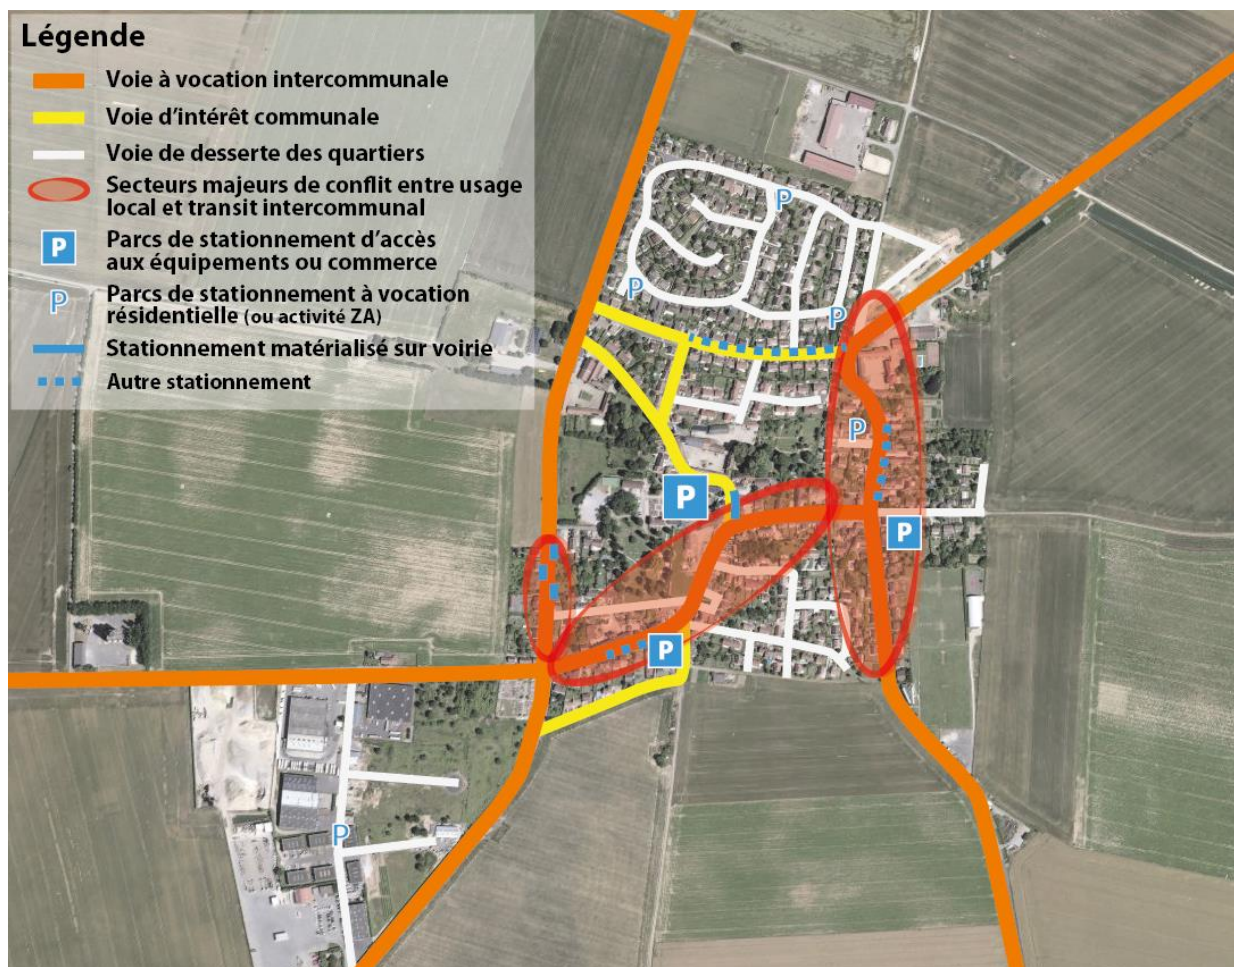 Légende
Voie à vocation intercommunale
Voie d'intérêt communale
Voie de desserte des quartiers
Secteurs majeurs de conflit entre usage
local et transit intercommunal
P Parcs de stationnement d'accès
aux équipements ou commerce
P Parcs de stationnement à vocation
résidentielle (ou activité ZA)
Stationnement matérialisé sur voirie
Autre stationnement
P
P
P
P
P
P
P
P